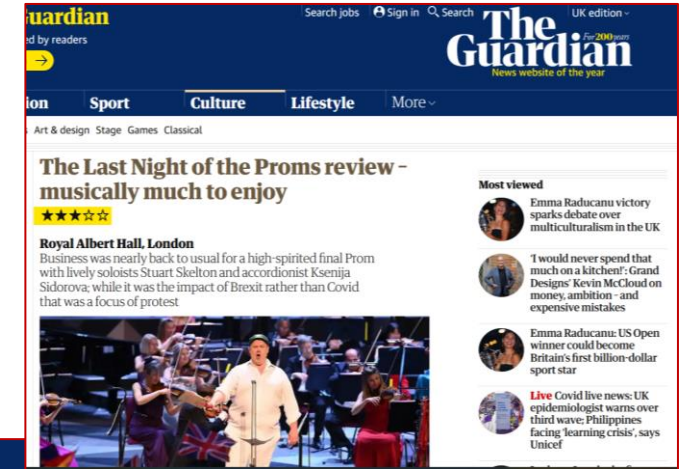 uardian
ed by readers
→
Search jobs
Sign in
Search
UK edition
The
Guardian
For 200 years
News website of the year
ion
Sport
Culture
Lifestyle
More
Art & design Stage Games Classical
The Last Night of the Proms review –
musically much to enjoy
★★★☆☆
Royal Albert Hall, London
Business was nearly back to usual for a high-spirited final Prom
with lively soloists Stuart Skelton and accordionist Ksenija
Sidorova; while it was the impact of Brexit rather than Covid
that was a focus of protest
Most viewed
Emma Raducanu victory
sparks debate over
multiculturalism in the UK
'I would never spend that
much on a kitchen!': Grand
Designs' Kevin McCloud on
money, ambition – and
expensive mistakes
Emma Raducanu: US Open
winner could become
Britain's first billion-dollar
sport star
Live Covid live news: UK
epidemiologist warns over
third wave; Philippines
facing 'learning crisis', says
Unicef